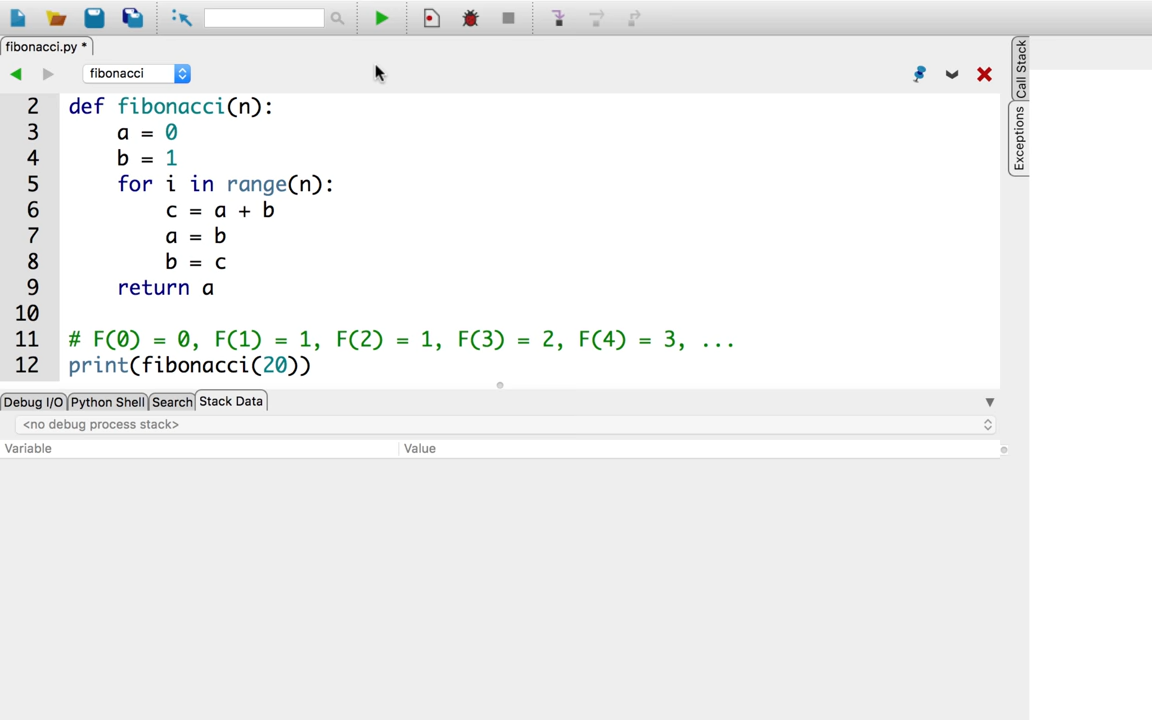 fibonacci.py *
fibonacci
2 def fibonacci(n):
3     a = 0
4     b = 1
5     for i in range(n):
6         c = a + b
7         a = b
8         b = c
9     return a
10
11 # F(0) = 0, F(1) = 1, F(2) = 1, F(3) = 2, F(4) = 3, ...
12 print(fibonacci(20))
Call Stack
Exceptions
Debug I/O Python Shell Search Stack Data
<no debug process stack>
Variable Value